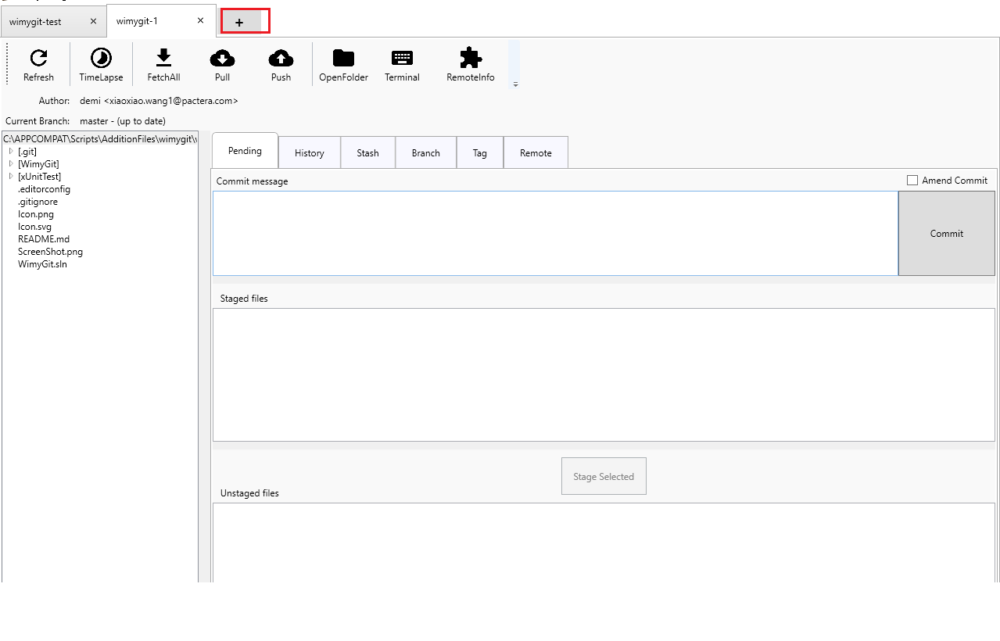 wimygit-test ×
wimygit-1 ×
+
Refresh
TimeLapse
FetchAll
Pull
Push
OpenFolder
Terminal
RemoteInfo
Author: demi <xiaoxiao.wang1@pactera.com>
Current Branch: master - (up to date)
C:\APPCOMPAT\Scripts\AdditionFiles\wimygit\
[.git]
[WimyGit]
[xUnitTest]
.editorconfig
.gitignore
Icon.png
Icon.svg
README.md
ScreenShot.png
WimyGit.sln
Pending
History
Stash
Branch
Tag
Remote
Commit message
Amend Commit
Commit
Staged files
Stage Selected
Unstaged files